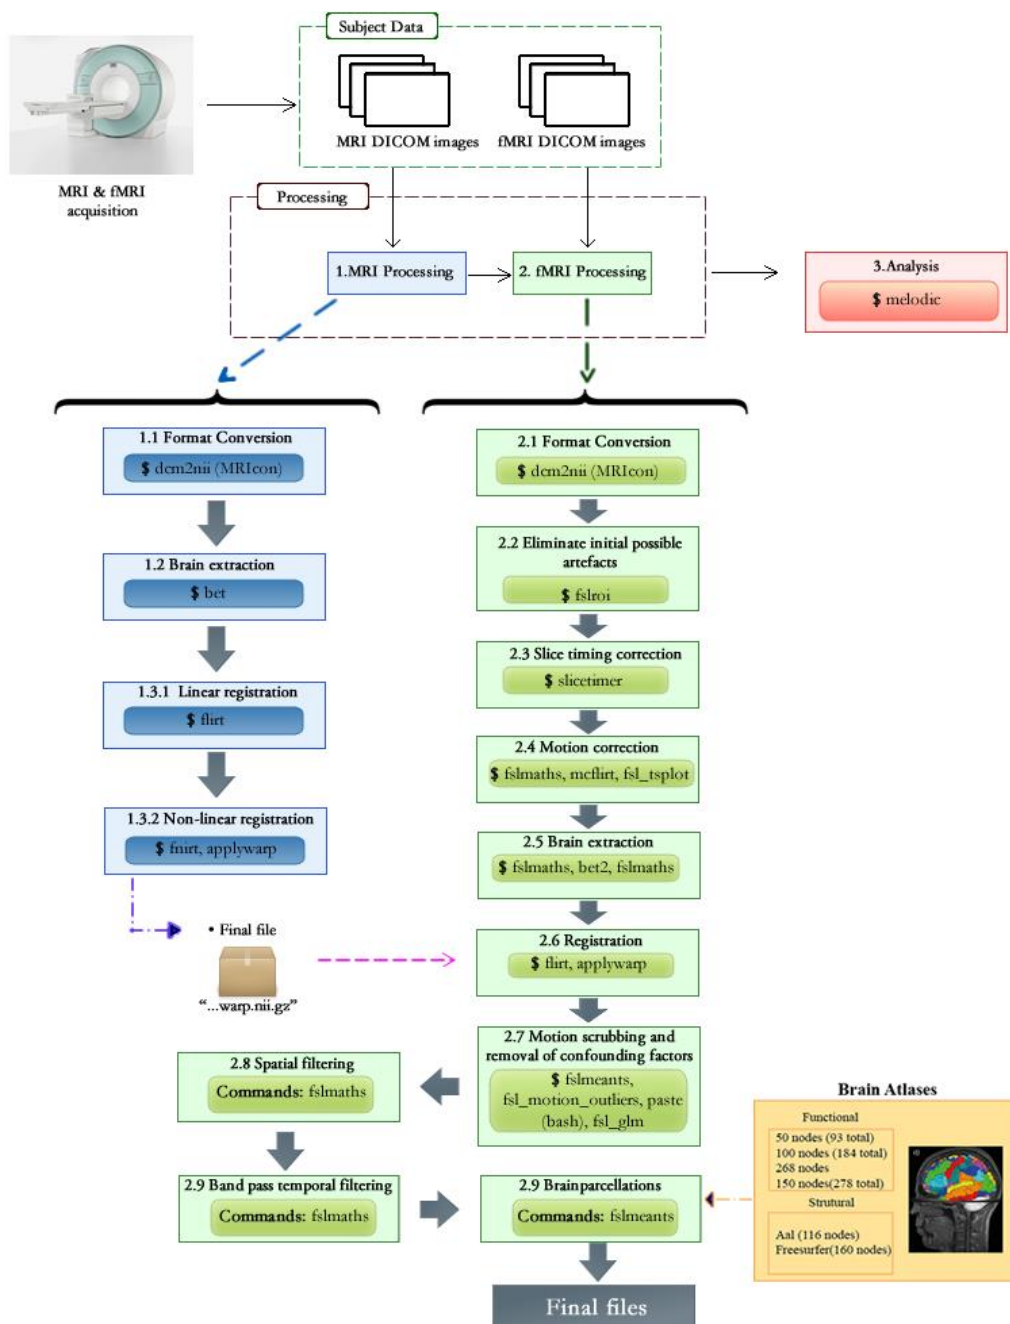 Subject Data
MRI DICOM images
fMRI DICOM images
MRI & fMRI
acquisition
Processing
1.MRI Processing
2. fMRI Processing
3.Analysis
$ melodic
1.1 Format Conversion
$ dcm2nii (MRIcon)
1.2 Brain extraction
$ bet
1.3.1 Linear registration
$ flirt
1.3.2 Non-linear registration
$ fnirt, applywarp
• Final file
“...warp.nii.gz”
2.1 Format Conversion
$ dcm2nii (MRIcon)
2.2 Eliminate initial possible
artefacts
$ fslroi
2.3 Slice timing correction
$ slicetimer
2.4 Motion correction
$ fslmaths, mcflirt, fsl_tsplot
2.5 Brain extraction
$ fslmaths, bet2, fslmaths
2.6 Registration
$ flirt, applywarp
2.7 Motion scrubbing and
removal of confounding factors
$ fslmeants,
fsl_motion_outliers, paste
(bash), fsl_glm
2.8 Spatial filtering
Commands: fslmaths
2.9 Band pass temporal filtering
Commands: fslmaths
2.9 Brainparcellations
Commands: fslmeants
Final files
Brain Atlases
Functional
50 nodes (93 total)
100 nodes (184 total)
268 nodes
150 nodes(278 total)
Strutural
Aal (116 nodes)
Freesurfer(160 nodes)